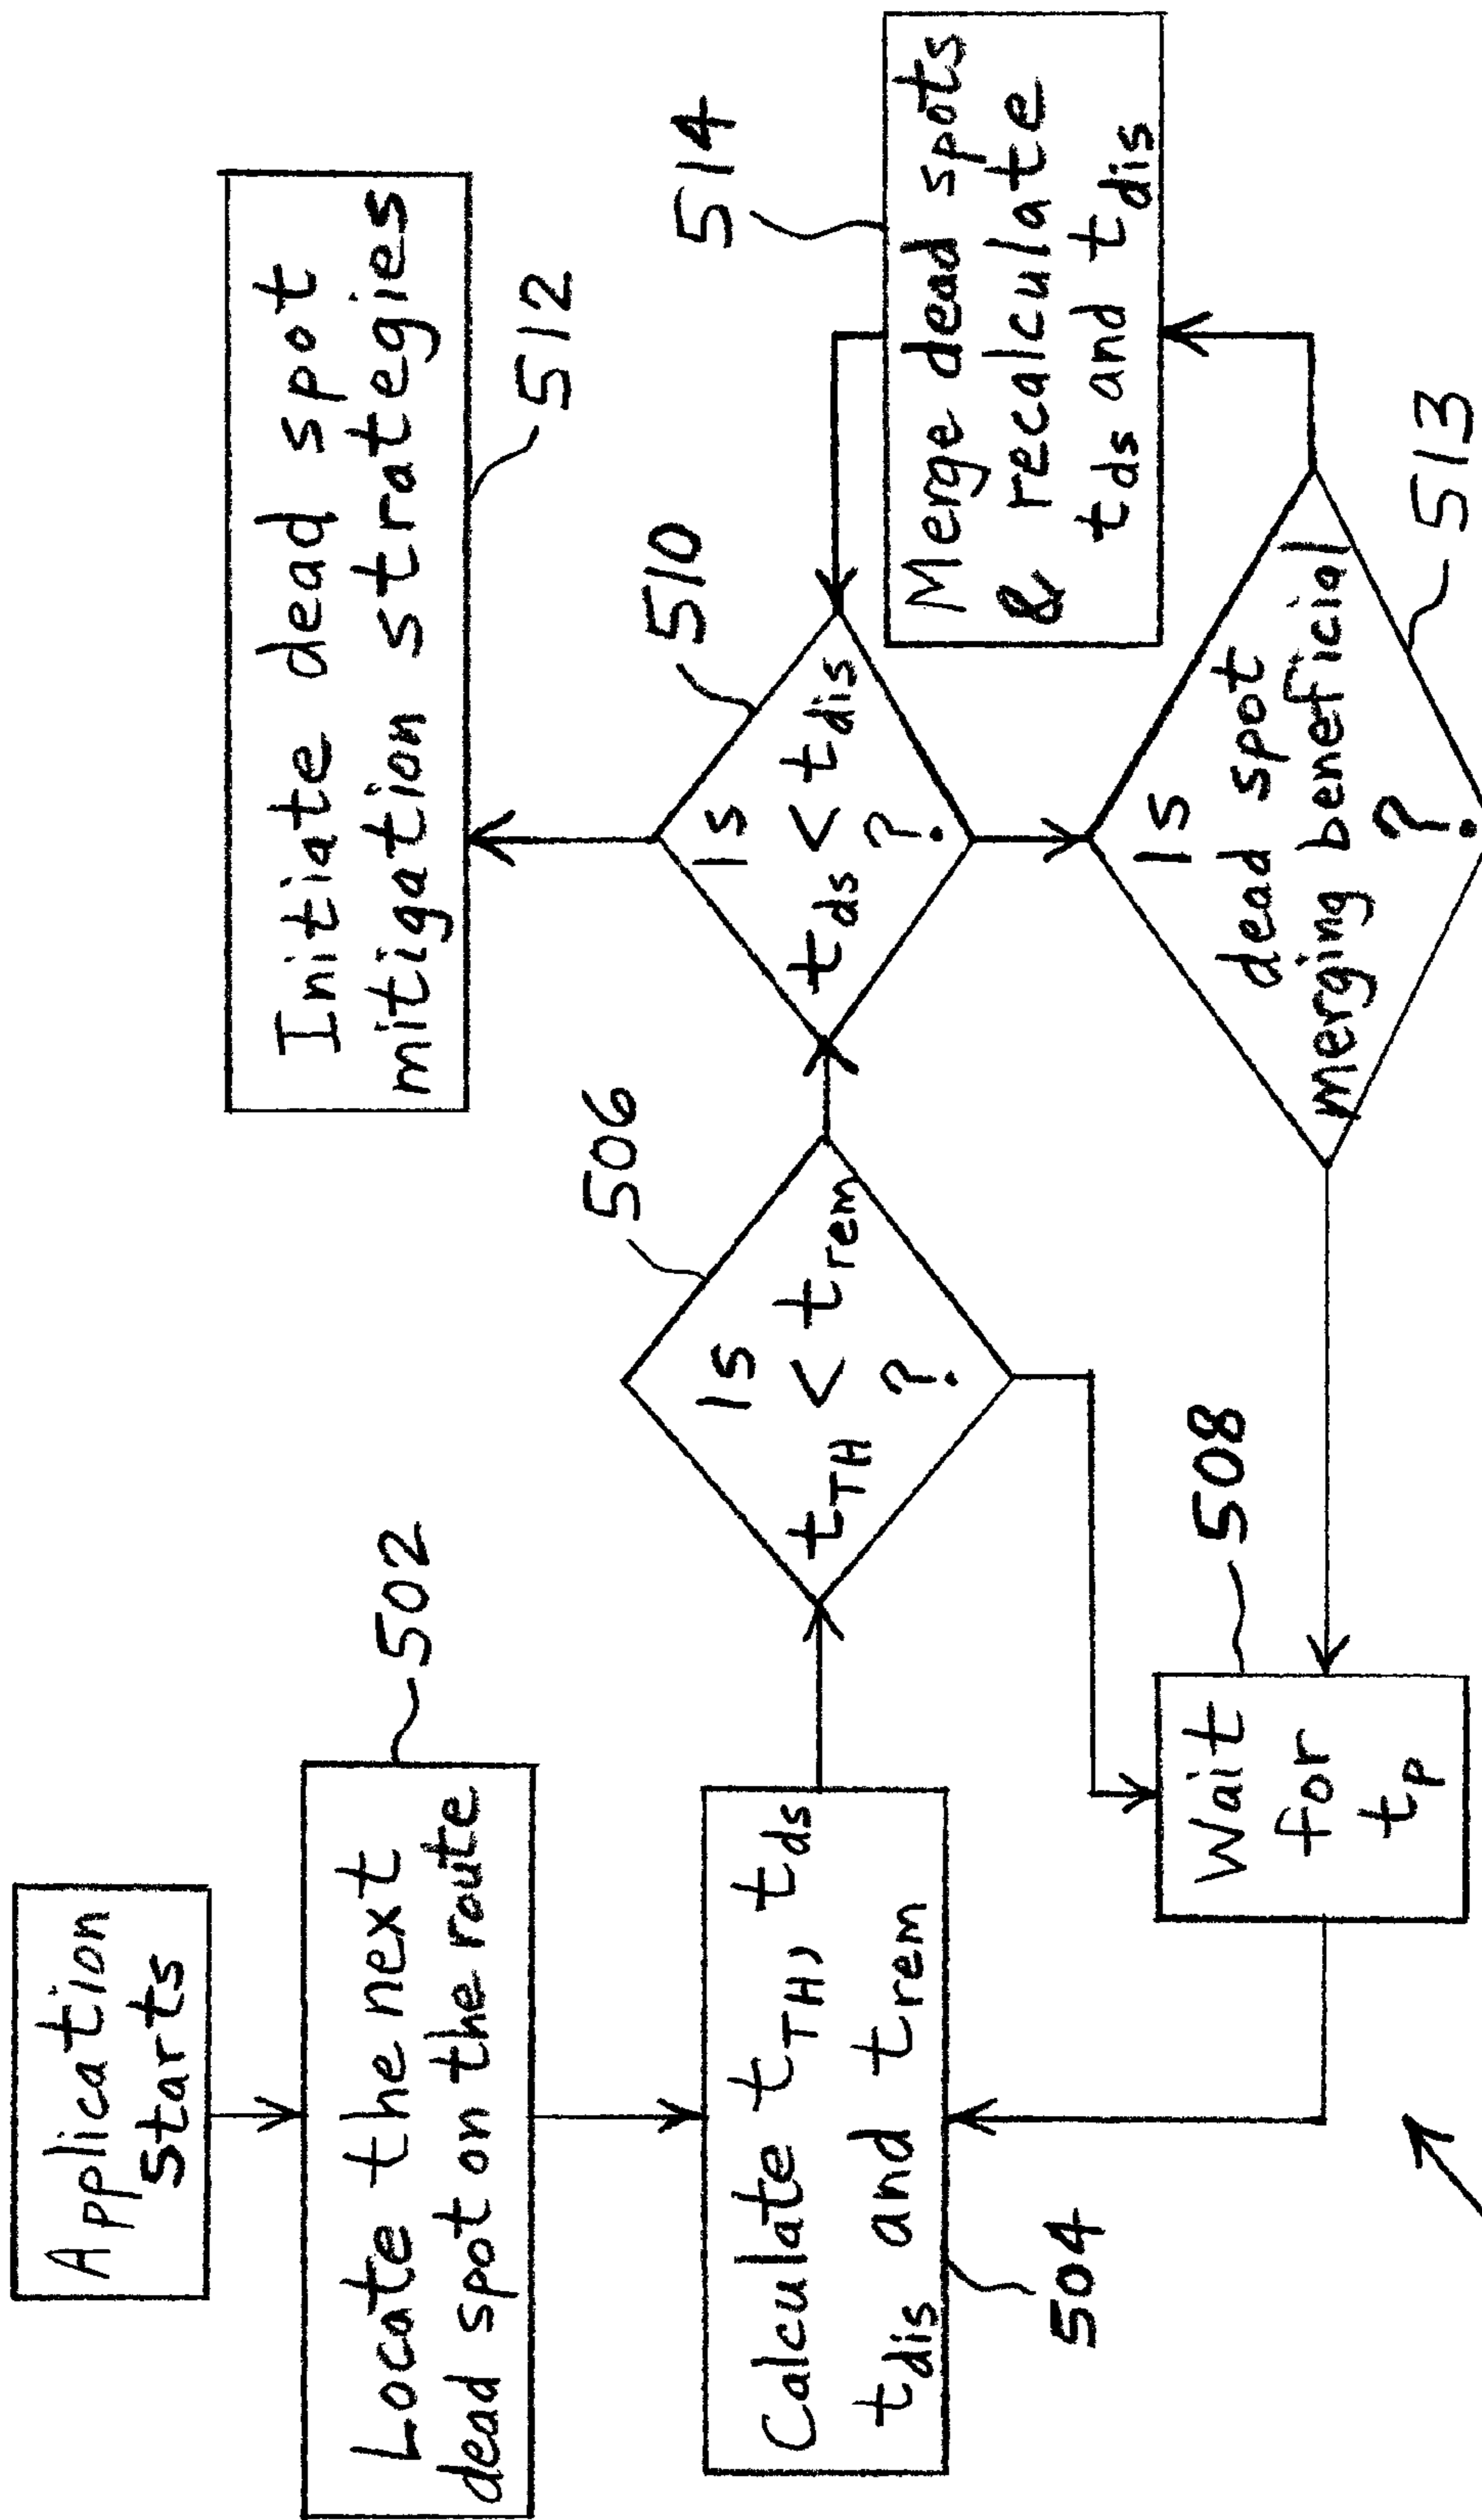 Application
starts
Locate the next
dead spot on the route
502
Calculate tTH, tds
tdis and trem
504
Is
tTH < trem
?
506
Wait
for
tp
508
Is
tds < tdis
?
510
Initiate dead spot
mitigation strategies
512
Is
dead spot
merging beneficial
?
513
Merge dead spots
& recalculate
tds and tdis
514